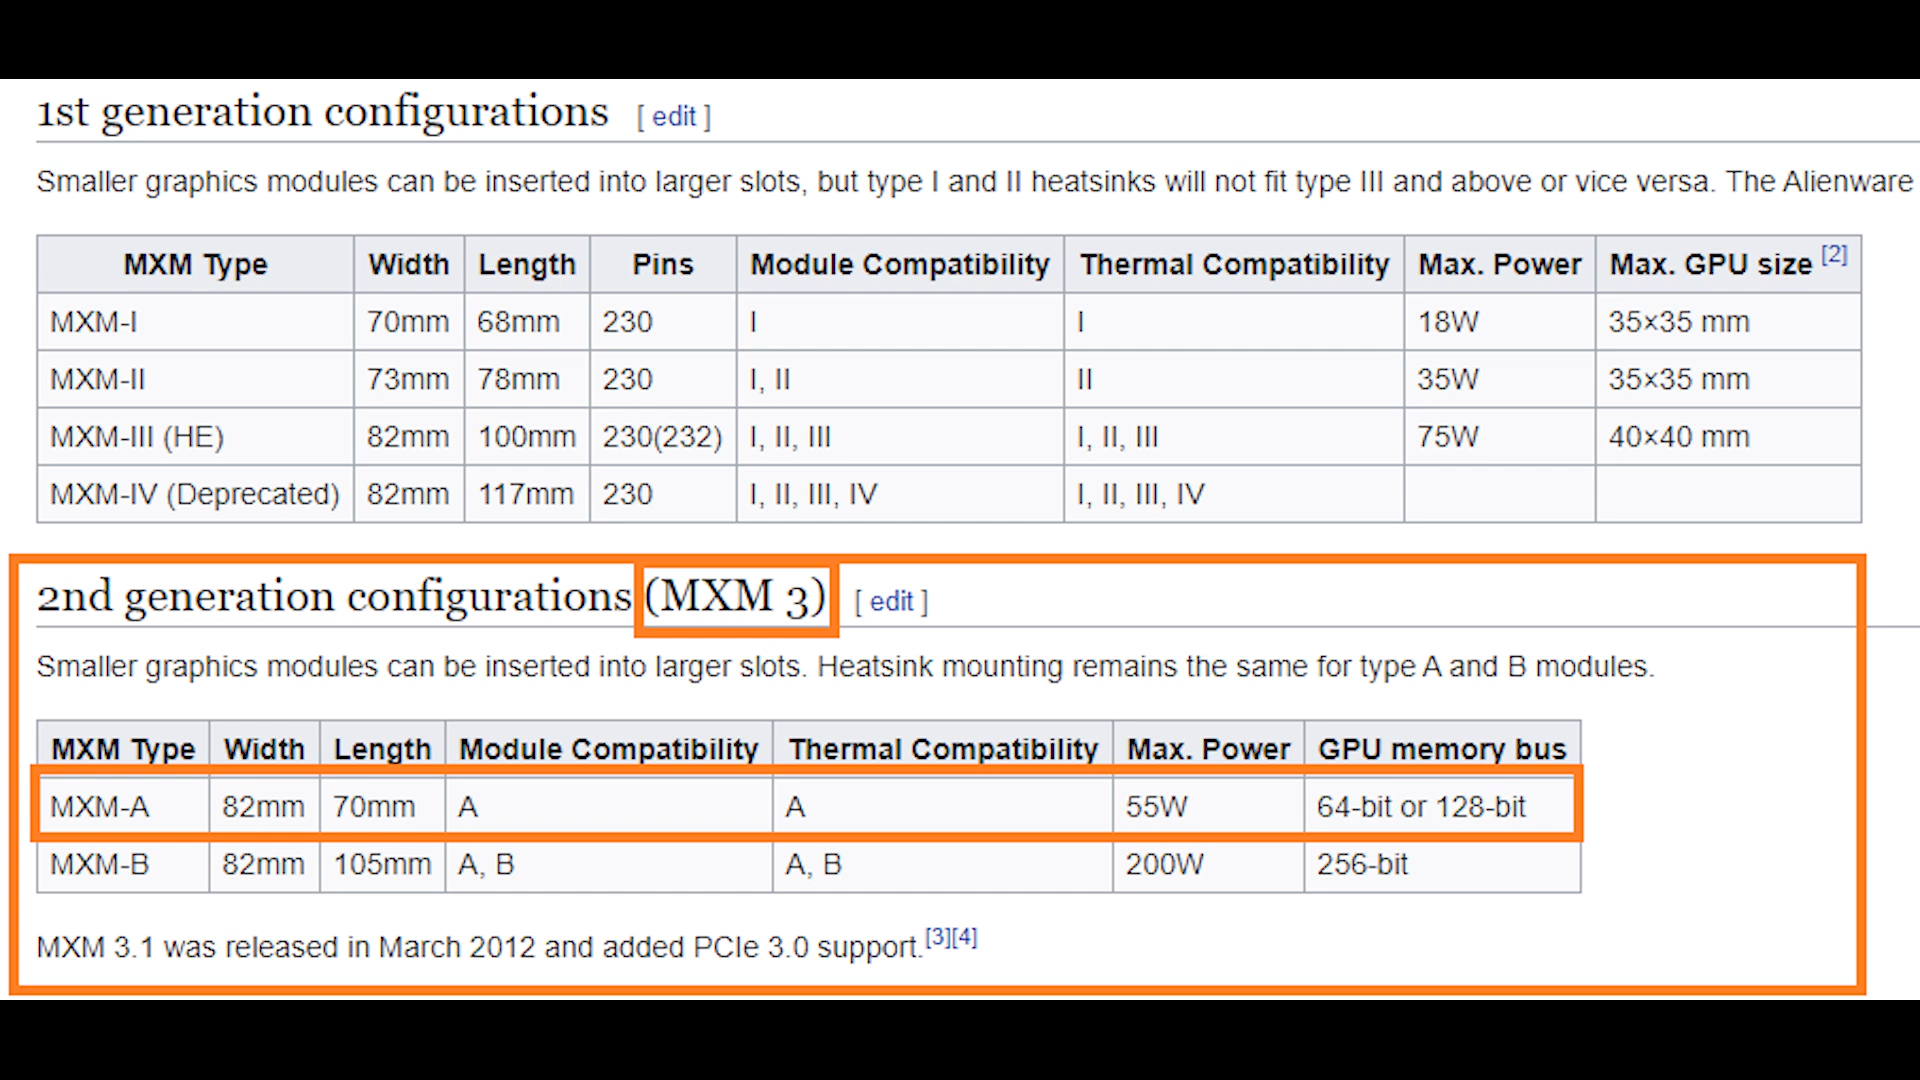 1st generation configurations [ edit ]
Smaller graphics modules can be inserted into larger slots, but type I and II heatsinks will not fit type III and above or vice versa. The Alienware
MXM Type Width Length Pins Module Compatibility Thermal Compatibility Max. Power Max. GPU size [2]
MXM-I 70mm 68mm 230 I I 18W 35×35 mm
MXM-II 73mm 78mm 230 I, II II 35W 35×35 mm
MXM-III (HE) 82mm 100mm 230(232) I, II, III I, II, III 75W 40×40 mm
MXM-IV (Deprecated) 82mm 117mm 230 I, II, III, IV I, II, III, IV
2nd generation configurations (MXM 3) [ edit ]
Smaller graphics modules can be inserted into larger slots. Heatsink mounting remains the same for type A and B modules.
MXM Type Width Length Module Compatibility Thermal Compatibility Max. Power GPU memory bus
MXM-A 82mm 70mm A A 55W 64-bit or 128-bit
MXM-B 82mm 105mm A, B A, B 200W 256-bit
MXM 3.1 was released in March 2012 and added PCIe 3.0 support.[3][4]